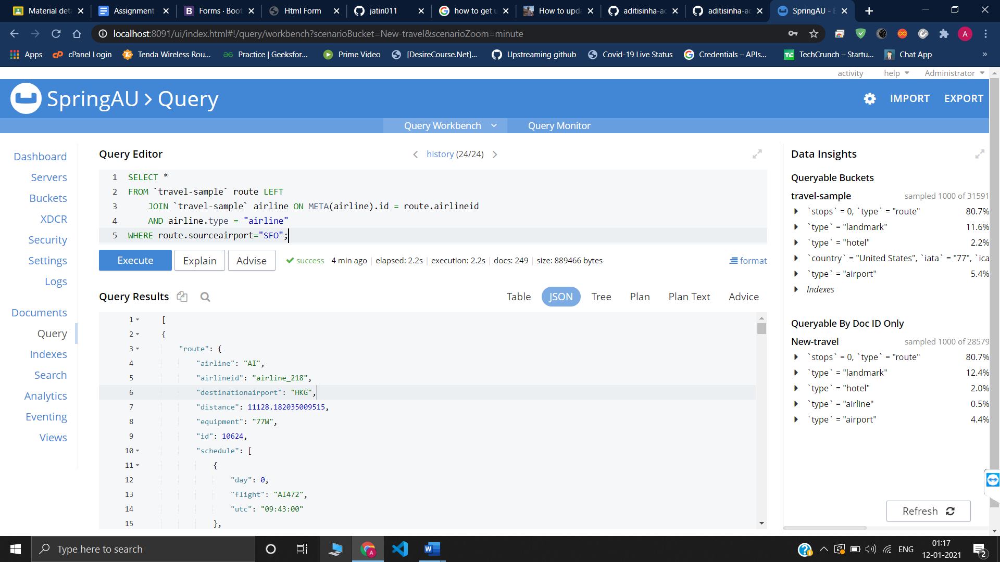 Material det
Assignment
Forms · Boot
Html Form
jatin011
how to get u
How to upd
aditisinha-ac
aditisinha-ac
SpringAU -
localhost:8091/ui/index.html#!/query/workbench?scenarioBucket=New-travel&scenarioZoom=minute
Apps
cPanel Login
Tenda Wireless Rou...
Practice | Geeksfor...
Prime Video
[DesireCourse.Net]...
Upstreaming github
Covid-19 Live Status
Credentials – APIs...
TechCrunch – Startu...
Chat App
»
activity help Administrator
SpringAU > Query
IMPORT EXPORT
Query Workbench Query Monitor
Dashboard
Servers
Buckets
XDCR
Security
Settings
Logs
Documents
Query
Indexes
Search
Analytics
Eventing
Views
Query Editor
history (24/24)
1 SELECT *
2 FROM `travel-sample` route LEFT
3 JOIN `travel-sample` airline ON META(airline).id = route.airlineid
4 AND airline.type = "airline"
5 WHERE route.sourceairport="SFO";
Execute Explain Advise
success 4 min ago | elapsed: 2.2s | execution: 2.2s | docs: 249 | size: 889466 bytes
format
Query Results
Table JSON Tree Plan Plan Text Advice
1 [
2 {
3 "route": {
4 "airline": "AI",
5 "airlineid": "airline_218",
6 "destinationairport": "HKG",
7 "distance": 11128.182035009515,
8 "equipment": "77W",
9 "id": 10624,
10 "schedule": [
11 {
12 "day": 0,
13 "flight": "AI472",
14 "utc": "09:43:00"
15 },
Data Insights
Queryable Buckets
travel-sample sampled 1000 of 31591
`stops` = 0, `type` = "route" 80.7%
`type` = "landmark" 11.6%
`type` = "hotel" 2.2%
`country` = "United States", `iata` = "77", `ica
`type` = "airport" 5.4%
Indexes
Queryable By Doc ID Only
New-travel sampled 1000 of 28579
`stops` = 0, `type` = "route" 80.7%
`type` = "landmark" 12.4%
`type` = "hotel" 2.0%
`type` = "airline" 0.5%
`type` = "airport" 4.4%
Refresh
Type here to search
ENG
01:17
12-01-2021
2